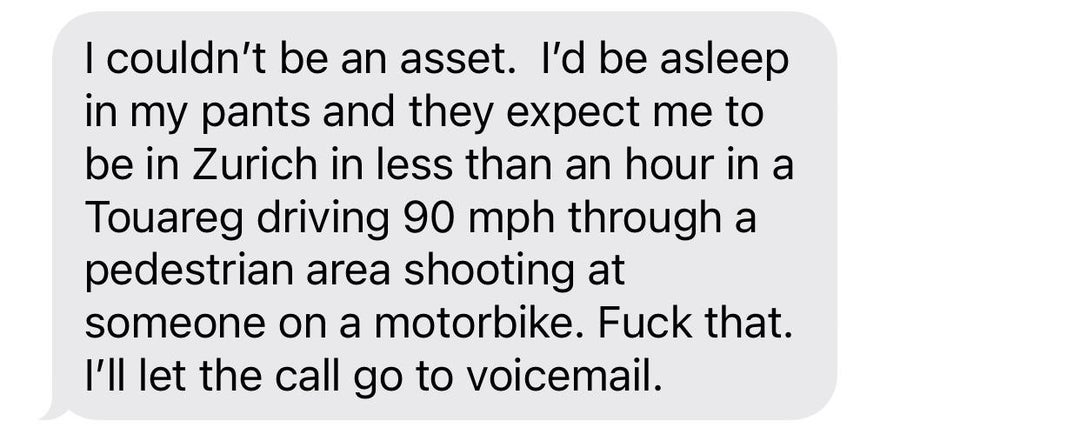 I couldn’t be an asset.  I’d be asleep
in my pants and they expect me to
be in Zurich in less than an hour in a
Touareg driving 90 mph through a
pedestrian area shooting at
someone on a motorbike. Fuck that.
I’ll let the call go to voicemail.